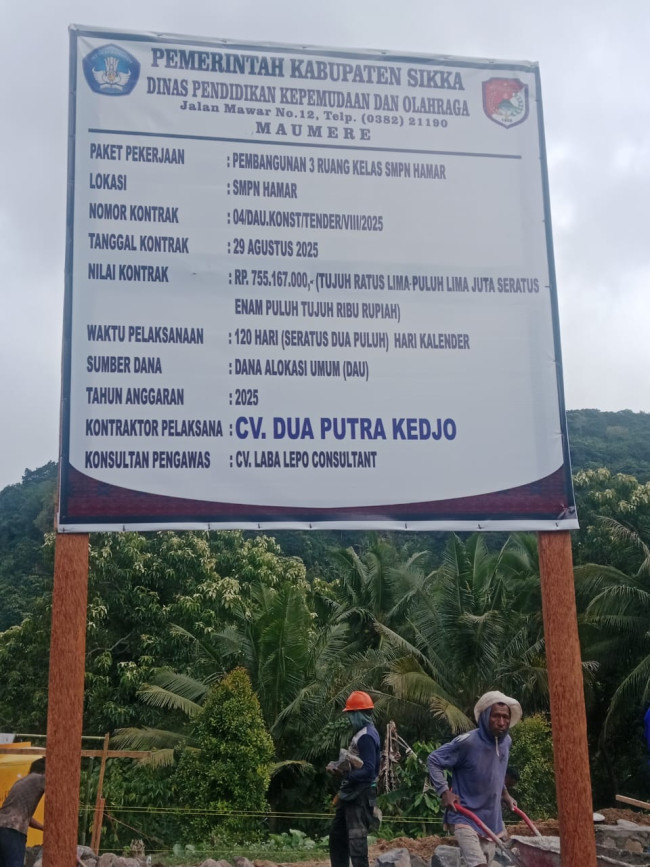 PEMERINTAH KABUPATEN SIKKA
DINAS PENDIDIKAN KEPEMUDAAN DAN OLAHRAGA
Jalan Mawar No.12, Telp. (0382) 21190
MAUMERE
PAKET PEKERJAAN : PEMBANGUNAN 3 RUANG KELAS SMPN HAMAR
LOKASI : SMPN HAMAR
NOMOR KONTRAK : 04/DAU.KONST/TENDER/VIII/2025
TANGGAL KONTRAK : 29 AGUSTUS 2025
NILAI KONTRAK : RP. 755.167.000,- (TUJUH RATUS LIMA PULUH LIMA JUTA SERATUS
ENAM PULUH TUJUH RIBU RUPIAH)
WAKTU PELAKSANAAN : 120 HARI (SERATUS DUA PULUH) HARI KALENDER
SUMBER DANA : DANA ALOKASI UMUM (DAU)
TAHUN ANGGARAN : 2025
KONTRAKTOR PELAKSANA : CV. DUA PUTRA KEDJO
KONSULTAN PENGAWAS : CV. LABA LEPO CONSULTANT